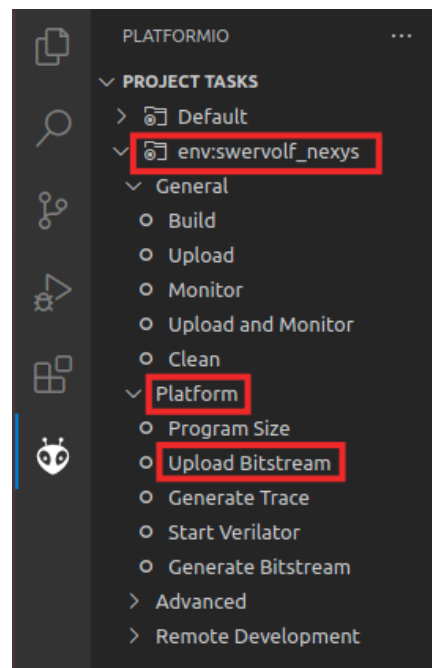 PLATFORMIO
PROJECT TASKS
Default
env:swervolf_nexys
General
Build
Upload
Monitor
Upload and Monitor
Clean
Platform
Program Size
Upload Bitstream
Generate Trace
Start Verilator
Generate Bitstream
Advanced
Remote Development